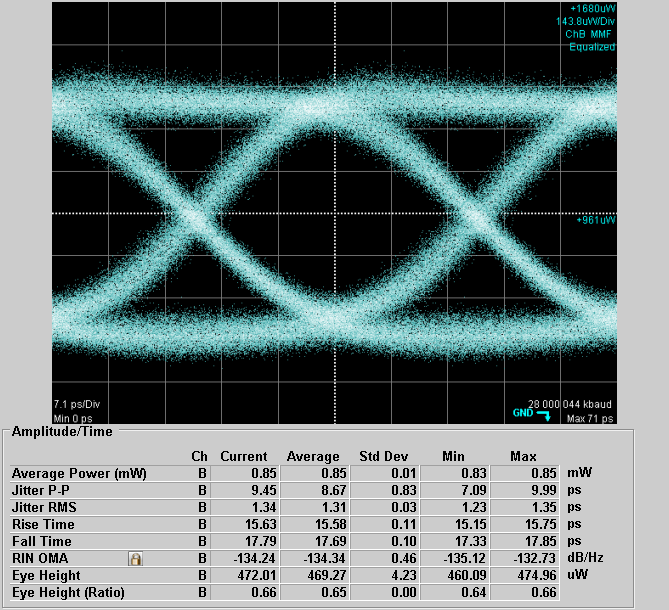 +1680uW
143.8uW/Div
ChB MMF
Equalized
+961uW
7.1 ps/Div
28 000 044 kbaud
GND
Min 0 ps
Max 71 ps
Amplitude/Time
Ch Current Average Std Dev Min Max
Average Power (mW) B 0.85 0.85 0.01 0.83 0.85 mW
Jitter P-P B 9.45 8.67 0.83 7.09 9.99 ps
Jitter RMS B 1.34 1.31 0.03 1.23 1.35 ps
Rise Time B 15.63 15.58 0.11 15.15 15.75 ps
Fall Time B 17.79 17.69 0.10 17.33 17.85 ps
RIN OMA B -134.24 -134.34 0.46 -135.12 -132.73 dB/Hz
Eye Height B 472.01 469.27 4.23 460.09 474.96 uW
Eye Height (Ratio) B 0.66 0.65 0.00 0.64 0.66